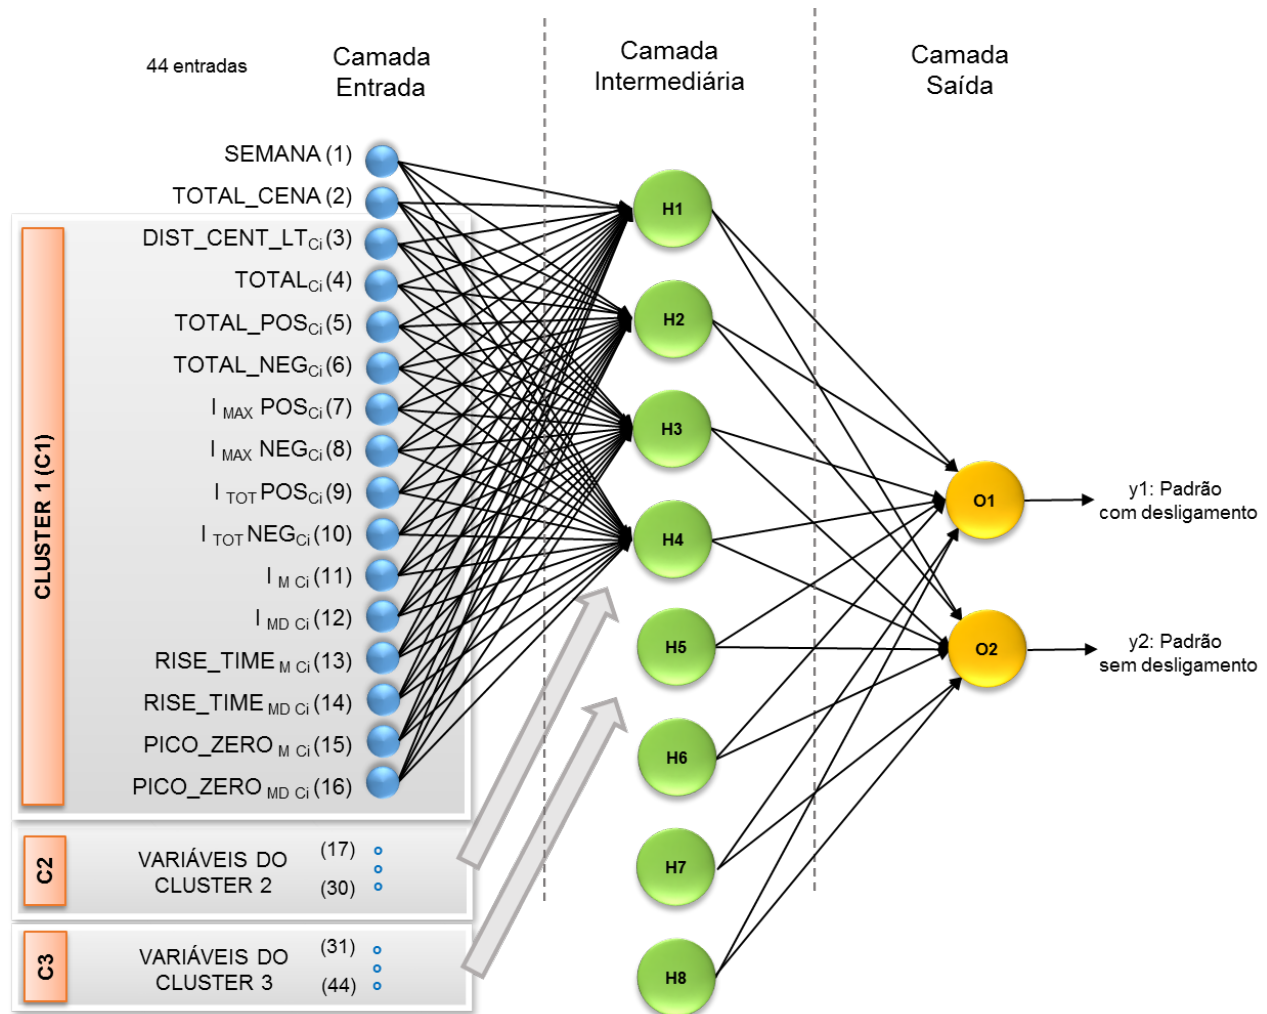 44 entradas
Camada
Entrada
Camada
Intermediária
Camada
Saída
SEMANA (1)
TOTAL_CENA (2)
CLUSTER 1 (C1)
DIST_CENT_LTCi (3)
TOTALCi (4)
TOTAL_POSCi (5)
TOTAL_NEGCi (6)
I MAX POSCi (7)
I MAX NEGCi (8)
I TOT POSCi (9)
I TOT NEGCi (10)
I M Ci (11)
I MD Ci (12)
RISE_TIME M Ci (13)
RISE_TIME MD Ci (14)
PICO_ZERO M Ci (15)
PICO_ZERO MD Ci (16)
C2
VARIÁVEIS DO
CLUSTER 2
(17)
(30)
C3
VARIÁVEIS DO
CLUSTER 3
(31)
(44)
H1
H2
H3
H4
H5
H6
H7
H8
O1
O2
y1: Padrão
com desligamento
y2: Padrão
sem desligamento